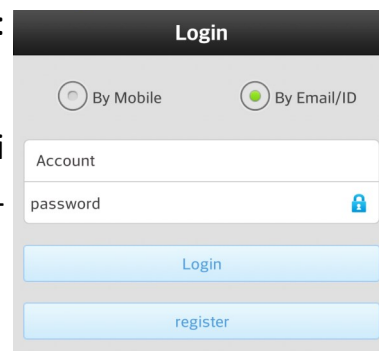 :
Login
By Mobile By Email/ID
i
Account
password
Login
register